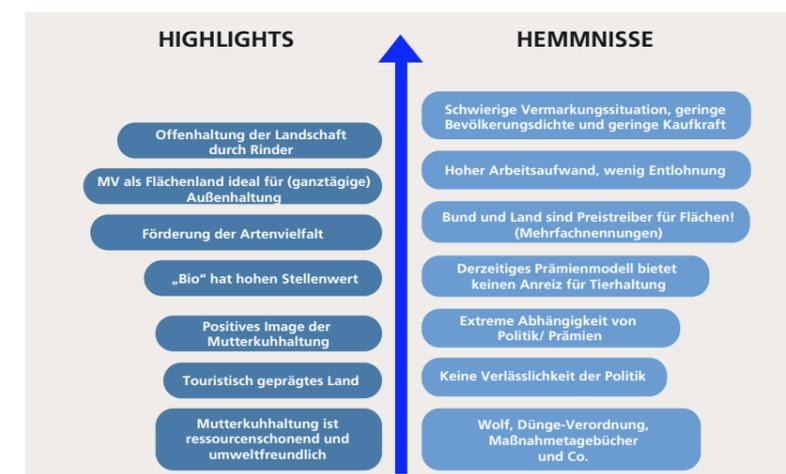 HIGHLIGHTS
Offenhaltung der Landschaft
durch Rinder
MV als Flächenland ideal für (ganztägige)
Außenhaltung
Förderung der Artenvielfalt
„Bio“ hat hohen Stellenwert
Positives Image der
Mutterkuhhaltung
Touristisch geprägtes Land
Mutterkuhhaltung ist
ressourcenschonend und
umweltfreundlich
HEMMNISSE
Schwierige Vermarkungssituation, geringe
Bevölkerungsdichte und geringe Kaufkraft
Hoher Arbeitsaufwand, wenig Entlohnung
Bund und Land sind Preistreiber für Flächen!
(Mehrfachnennungen)
Derzeitiges Prämienmodell bietet
keinen Anreiz für Tierhaltung
Extreme Abhängigkeit von
Politik/ Prämien
Keine Verlässlichkeit der Politik
Wolf, Dünge-Verordnung,
Maßnahmetagebücher
und Co.